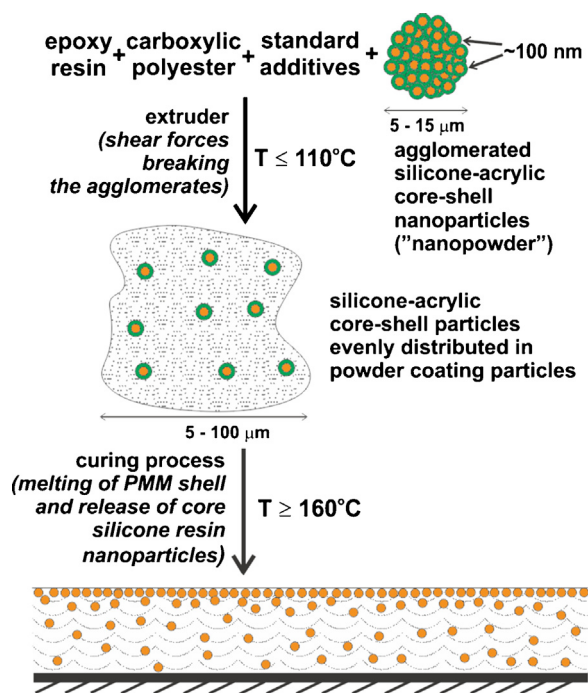 epoxy resin + carboxylic polyester + standard additives +
~100 nm
5 - 15 μm
agglomerated
silicone-acrylic
core-shell
nanoparticles
("nanopowder")
extruder
(shear forces
breaking
the agglomerates)
T ≤ 110°C
silicone-acrylic
core-shell particles
evenly distributed in
powder coating particles
5 - 100 μm
curing process
(melting of PMM shell
and release of core
silicone resin
nanoparticles)
T ≥ 160°C